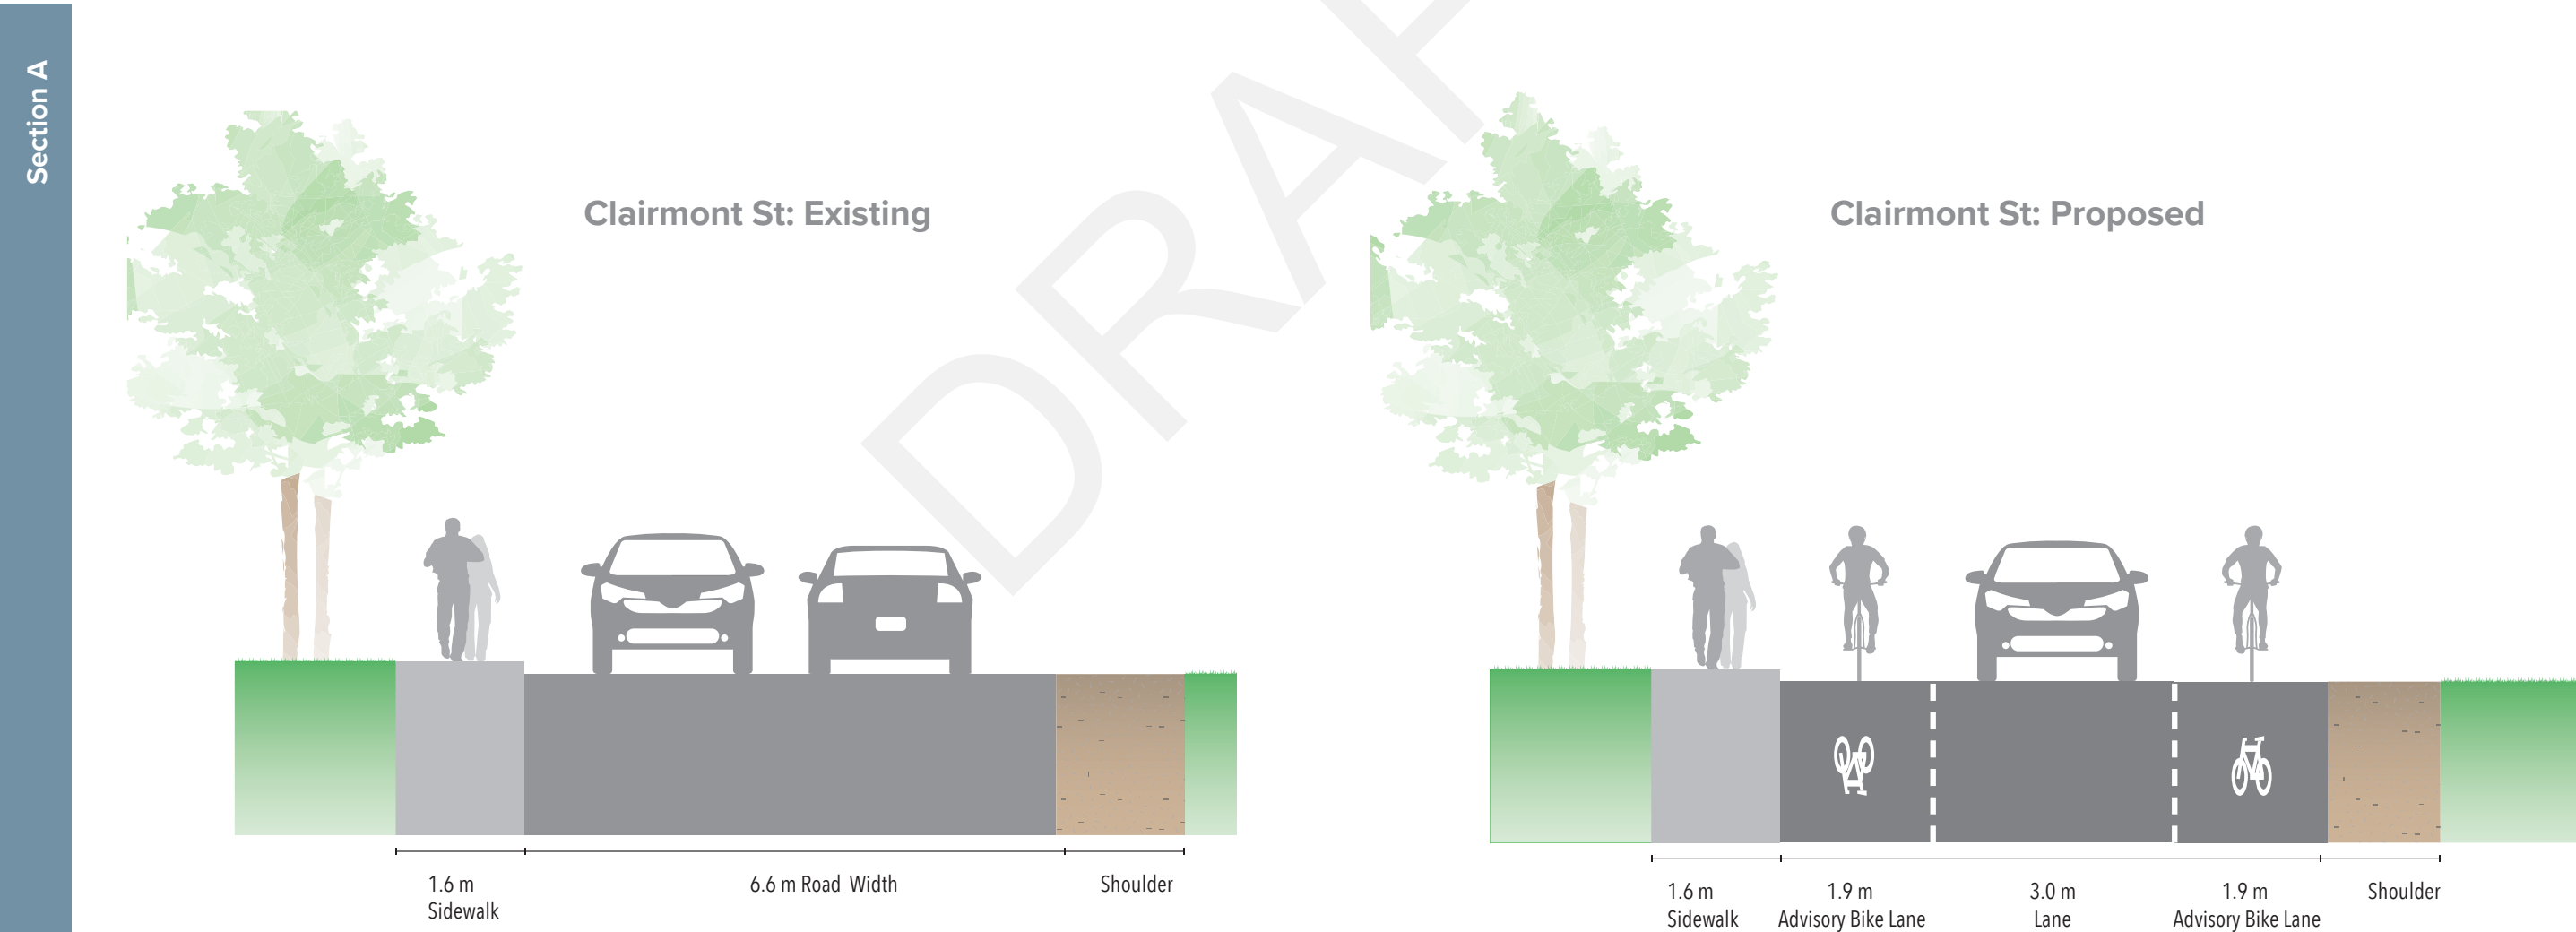 Section A
Clairmont St: Existing
Clairmont St: Proposed
DRAF
1.6 m
Sidewalk
6.6 m Road Width
Shoulder
1.6 m
Sidewalk
1.9 m
Advisory Bike Lane
3.0 m
Lane
1.9 m
Advisory Bike Lane
Shoulder